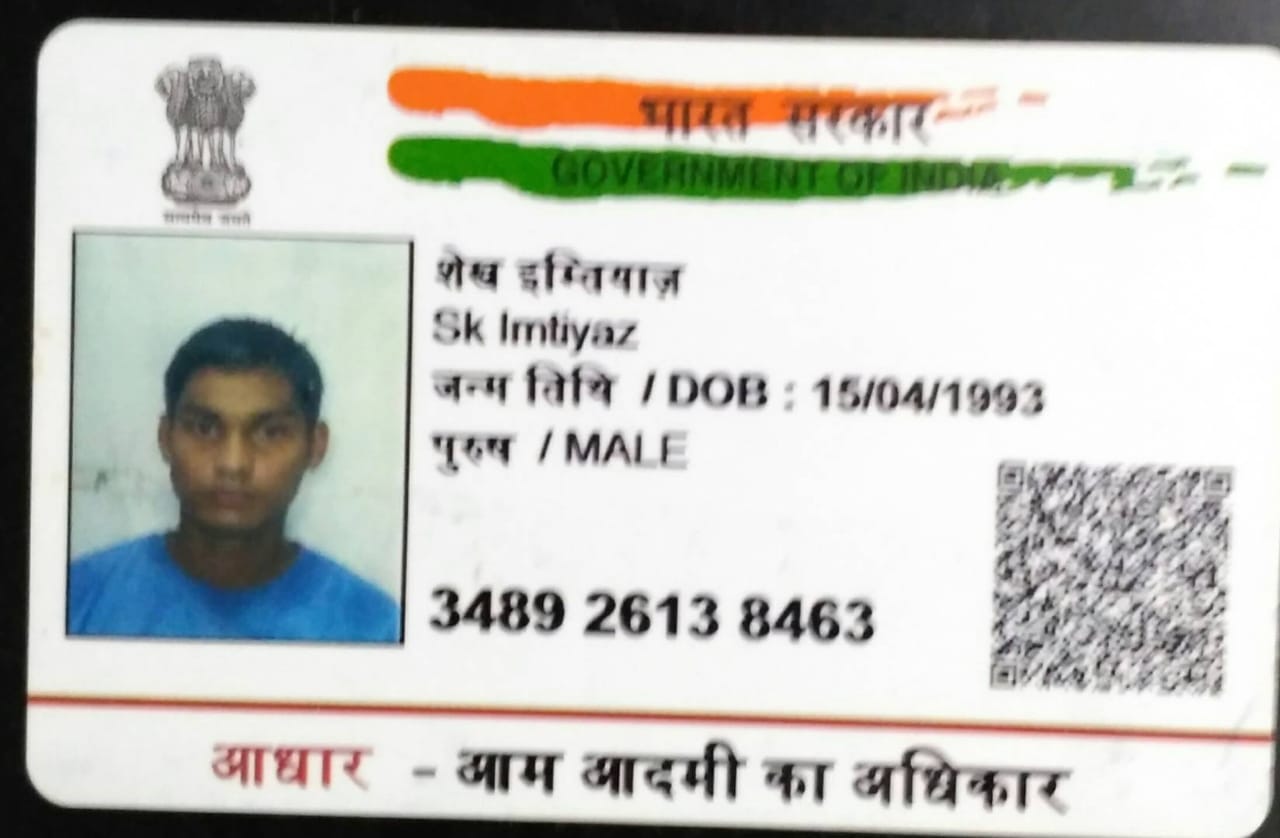 भारत सरकार
GOVERNMENT OF INDIA
सत्यमेव जयते
शेख इम्तियाज़
Sk Imtiyaz
जन्म तिथि / DOB : 15/04/1993
पुरुष / MALE
3489 2613 8463
आधार - आम आदमी का अधिकार